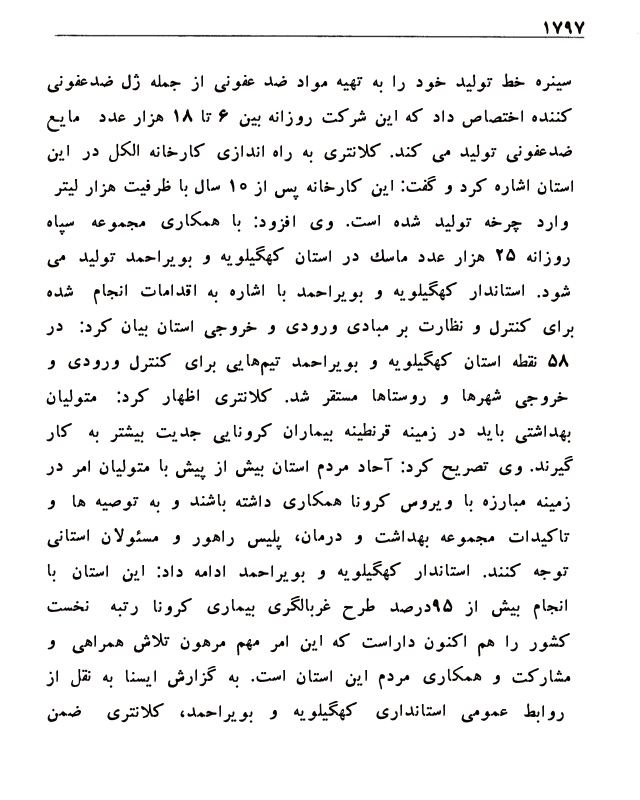 ۱۷۹۷
سینره خط تولید خود را به تهیه مواد ضد عفونی از جمله ژل ضدعفونی
کننده اختصاص داد که این شرکت روزانه بین ۶ تا ۱۸ هزار عدد مایع
ضدعفونی تولید می کند. کلانتری به راه اندازی کارخانه الکل در این
استان اشاره کرد و گفت: این کارخانه پس از ۱۰ سال با ظرفیت هزار لیتر
وارد چرخه تولید شده است. وی افزود: با همکاری مجموعه سپاه
روزانه ۲۵ هزار عدد ماسک در استان کهگیلویه و بویراحمد تولید می
شود. استاندار کهگیلویه و بویراحمد با اشاره به اقدامات انجام شده
برای کنترل و نظارت بر مبادی ورودی و خروجی استان بیان کرد: در
۵۸ نقطه استان کهگیلویه و بویراحمد تیم‌هایی برای کنترل ورودی و
خروجی شهرها و روستاها مستقر شد. کلانتری اظهار کرد: متولیان
بهداشتی باید در زمینه قرنطینه بیماران کرونایی جدیت بیشتر به کار
گیرند. وی تصریح کرد: آحاد مردم استان بیش از پیش با متولیان امر در
زمینه مبارزه با ویروس کرونا همکاری داشته باشند و به توصیه ها و
تاکیدات مجموعه بهداشت و درمان، پلیس راهور و مسئولان استانی
توجه کنند. استاندار کهگیلویه و بویراحمد ادامه داد: این استان با
انجام بیش از ۹۵درصد طرح غربالگری بیماری کرونا رتبه نخست
کشور را هم اکنون داراست که این امر مهم مرهون تلاش همراهی و
مشارکت و همکاری مردم این استان است. به گزارش ایسنا به نقل از
روابط عمومی استانداری کهگیلویه و بویراحمد، کلانتری ضمن